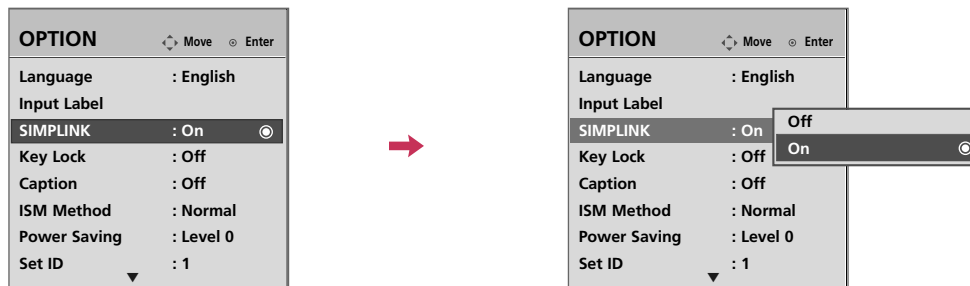 OPTION Move Enter
Language : English
Input Label
SIMPLINK : On
Key Lock : Off
Caption : Off
ISM Method : Normal
Power Saving : Level 0
Set ID : 1
OPTION Move Enter
Language : English
Input Label
SIMPLINK : On
Key Lock : Off
Caption : Off
ISM Method : Normal
Power Saving : Level 0
Set ID : 1
Off
On